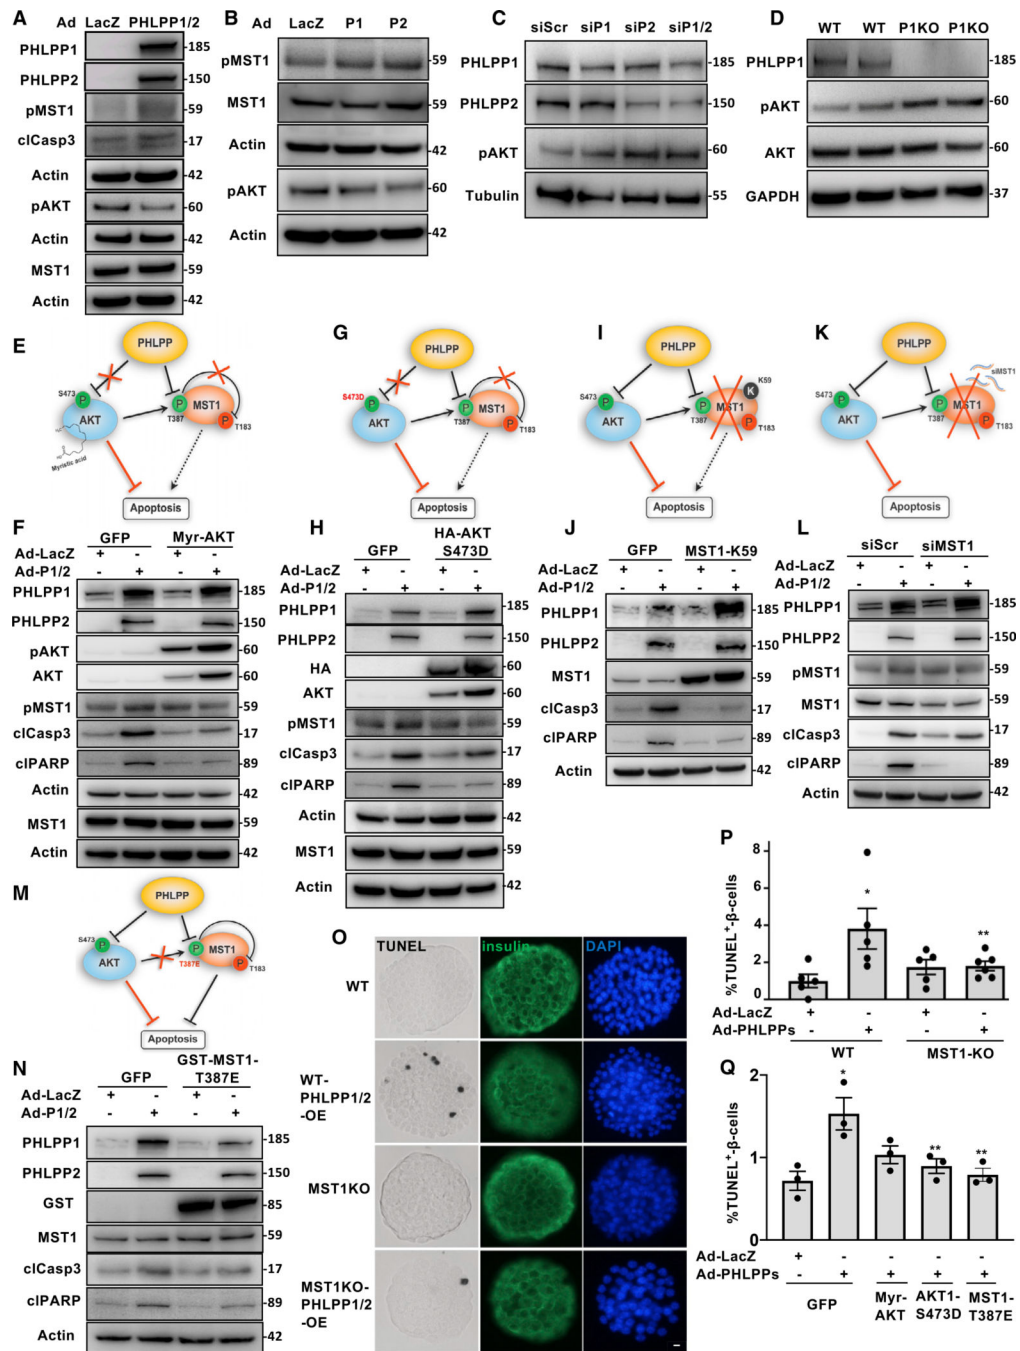 A
Ad LacZ PHLPP1/2
PHLPP1 -185
PHLPP2 -150
pMST1 -59
clCasp3 -17
Actin -42
pAKT -60
Actin -42
MST1 -59
Actin -42
B
Ad LacZ P1 P2
pMST1 -59
MST1 -59
Actin -42
pAKT -60
Actin -42
C
siScr siP1 siP2 siP1/2
PHLPP1 -185
PHLPP2 -150
pAKT -60
Tubulin -55
D
WT WT P1KO P1KO
PHLPP1 -185
pAKT -60
AKT -60
GAPDH -37
E
PHLPP
S473 P
AKT
P T387
MST1
P T183
Myristic acid
Apoptosis
G
PHLPP
S473D P
AKT
P T387
MST1
P T183
Apoptosis
I
PHLPP
S473 P
AKT
P T387
K K59
MST1
P T183
Apoptosis
K
PHLPP
S473 P
AKT
P T387
siMST1
MST1
P T183
Apoptosis
F
GFP Myr-AKT
Ad-LacZ + - + -
Ad-P1/2 - + - +
PHLPP1 -185
PHLPP2 -150
pAKT -60
AKT -60
pMST1 -59
clCasp3 -17
clPARP -89
Actin -42
MST1 -59
Actin -42
H
GFP HA-AKT S473D
Ad-LacZ + - + -
Ad-P1/2 - + - +
PHLPP1 -185
PHLPP2 -150
HA -60
AKT -60
pMST1 -59
clCasp3 -17
clPARP -89
Actin -42
MST1 -59
Actin -42
J
GFP MST1-K59
Ad-LacZ + - + -
Ad-P1/2 - + - +
PHLPP1 -185
PHLPP2 -150
MST1 -59
clCasp3 -17
clPARP -89
Actin -42
L
siScr siMST1
Ad-LacZ + - + -
Ad-P1/2 - + - +
PHLPP1 -185
PHLPP2 -150
pMST1 -59
MST1 -59
clCasp3 -17
clPARP -89
Actin -42
M
PHLPP
S473 P
AKT
P T387E
MST1
P T183
Apoptosis
N
GFP GST-MST1-T387E
Ad-LacZ + - + -
Ad-P1/2 - + - +
PHLPP1 -185
PHLPP2 -150
GST -85
MST1 -59
clCasp3 -17
clPARP -89
Actin -42
O
TUNEL insulin DAPI
WT
WT-
PHLPP1/2
-OE
MST1KO
MST1KO-
PHLPP1/2
-OE
P
%TUNEL⁺-β-cells
8
6
4
2
0
*
**
Ad-LacZ + - + -
Ad-PHLPPs - + - +
WT MST1-KO
Q
%TUNEL⁺-β-cells
2
1
0
*
** **
Ad-LacZ + - - - -
Ad-PHLPPs - + + + +
GFP Myr-AKT AKT1-S473D MST1-T387E